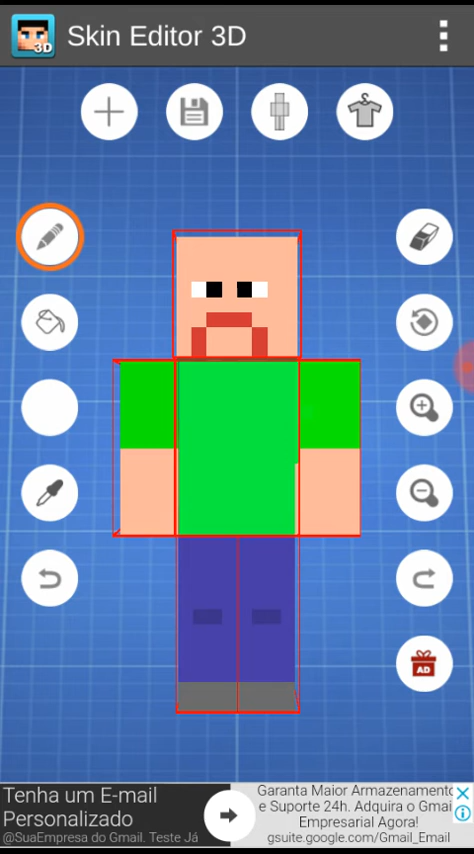 3D
Skin Editor 3D
AD
Tenha um E-mail
Personalizado
@SuaEmpresa do Gmail. Teste Já
Garanta Maior Armazenamento
e Suporte 24h. Adquira o Gmai
Empresarial Agora!
gsuite.google.com/Gmail_Email